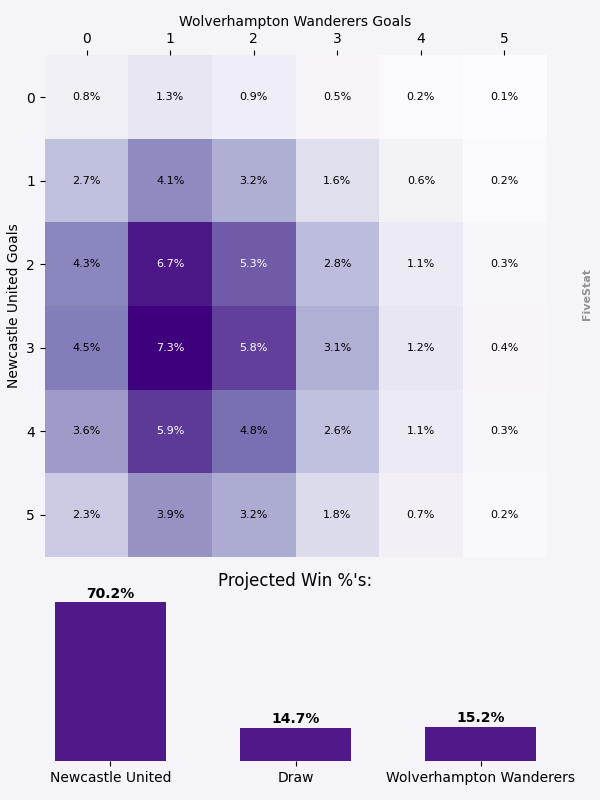 Wolverhampton Wanderers Goals
0 1 2 3 4 5
Newcastle United Goals
0 0.8% 1.3% 0.9% 0.5% 0.2% 0.1%
1 2.7% 4.1% 3.2% 1.6% 0.6% 0.2%
2 4.3% 6.7% 5.3% 2.8% 1.1% 0.3%
3 4.5% 7.3% 5.8% 3.1% 1.2% 0.4%
4 3.6% 5.9% 4.8% 2.6% 1.1% 0.3%
5 2.3% 3.9% 3.2% 1.8% 0.7% 0.2%
FiveStat
Projected Win %'s:
70.2% 14.7% 15.2%
Newcastle United Draw Wolverhampton Wanderers